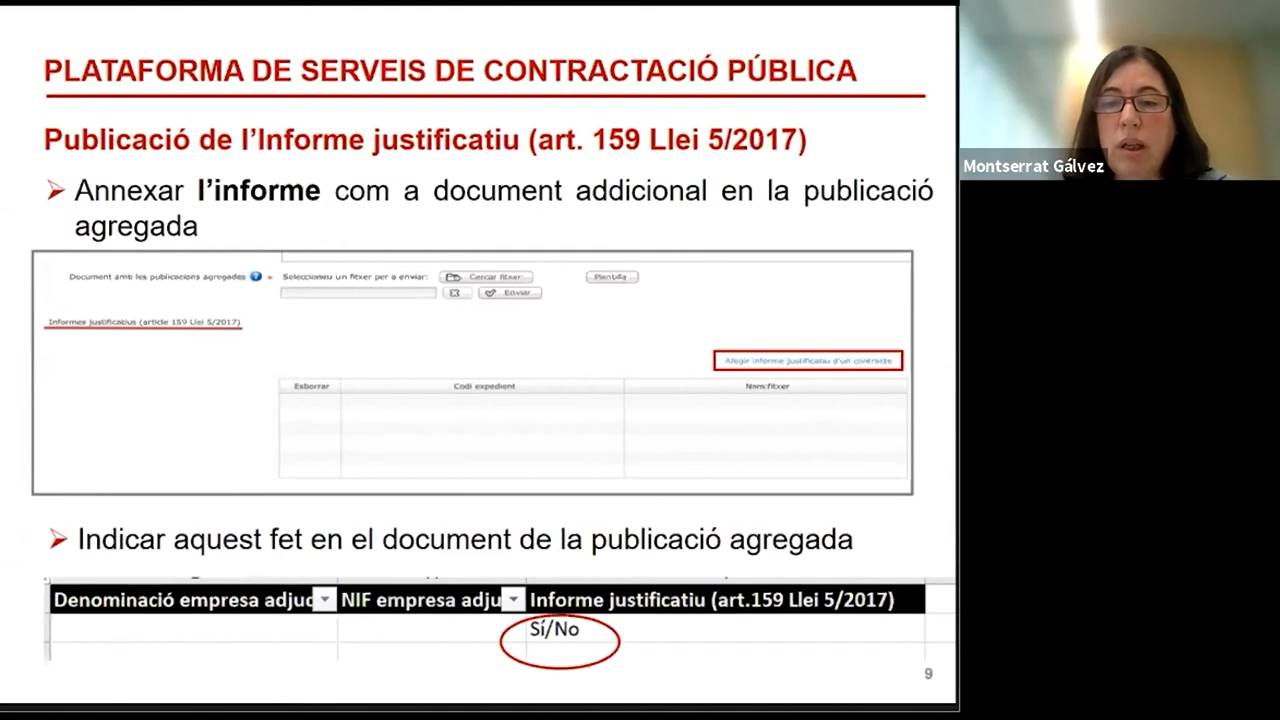 PLATAFORMA DE SERVEIS DE CONTRACTACIÓ PÚBLICA
Publicació de l'Informe justificatiu (art. 159 Llei 5/2017)
Annexar l'informe com a document addicional en la publicació
agregada
Document amb les publicacions agregades ? * Seleccioneu un fitxer per a enviar: Cercar fitxer: Plantilla
Enviar
Informes justificatius (article 159 Llei 5/2017)
Afegir informe justificatiu d'un contracte
Esborrar Codi expedient Nom fitxer
Indicar aquest fet en el document de la publicació agregada
Denominació empresa adjud NIF empresa adju Informe justificatiu (art.159 Llei 5/2017)
Sí/No
9
Montserrat Gálvez